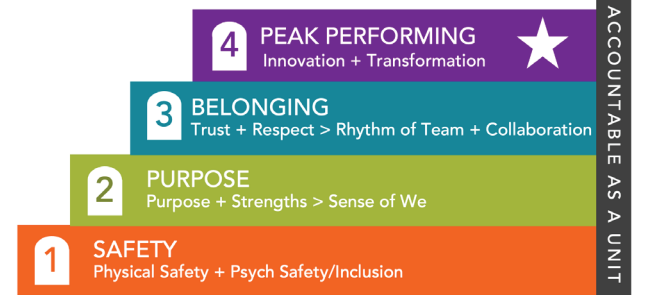 4
PEAK PERFORMING
Innovation + Transformation
3
BELONGING
Trust + Respect > Rhythm of Team + Collaboration
2
PURPOSE
Purpose + Strengths > Sense of We
1
SAFETY
Physical Safety + Psych Safety/Inclusion
ACCOUNTABLE AS A UNIT